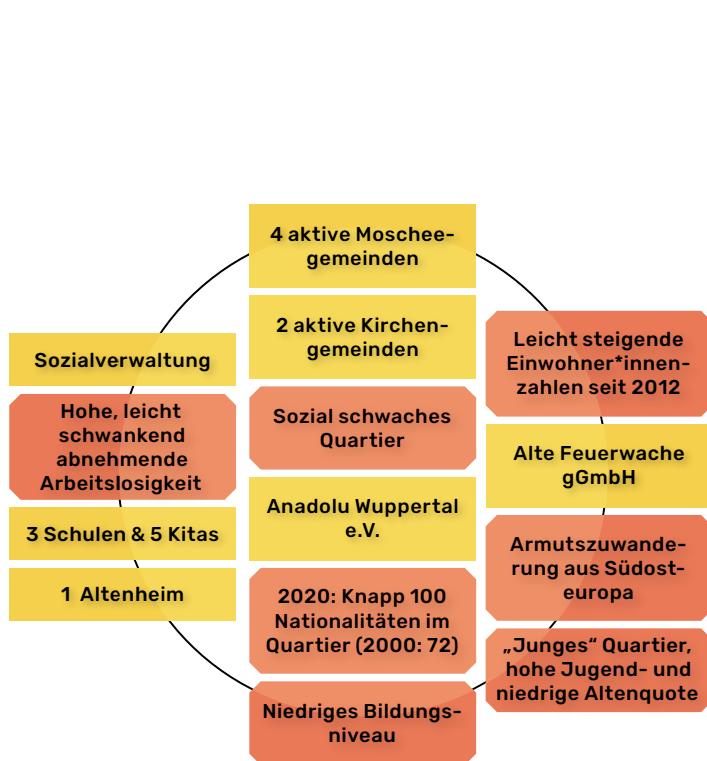 4 aktive Moschee-
gemeinden
2 aktive Kirchen-
gemeinden
Sozial schwaches
Quartier
Anadolu Wuppertal
e.V.
2020: Knapp 100
Nationalitäten im
Quartier (2000: 72)
Niedriges Bildungs-
niveau
Sozialverwaltung
Hohe, leicht
schwankend
abnehmende
Arbeitslosigkeit
3 Schulen & 5 Kitas
1 Altenheim
Leicht steigende
Einwohner*innen-
zahlen seit 2012
Alte Feuerwache
gGmbH
Armutszuwande-
rung aus Südost-
europa
„Junges“ Quartier,
hohe Jugend- und
niedrige Altenquote